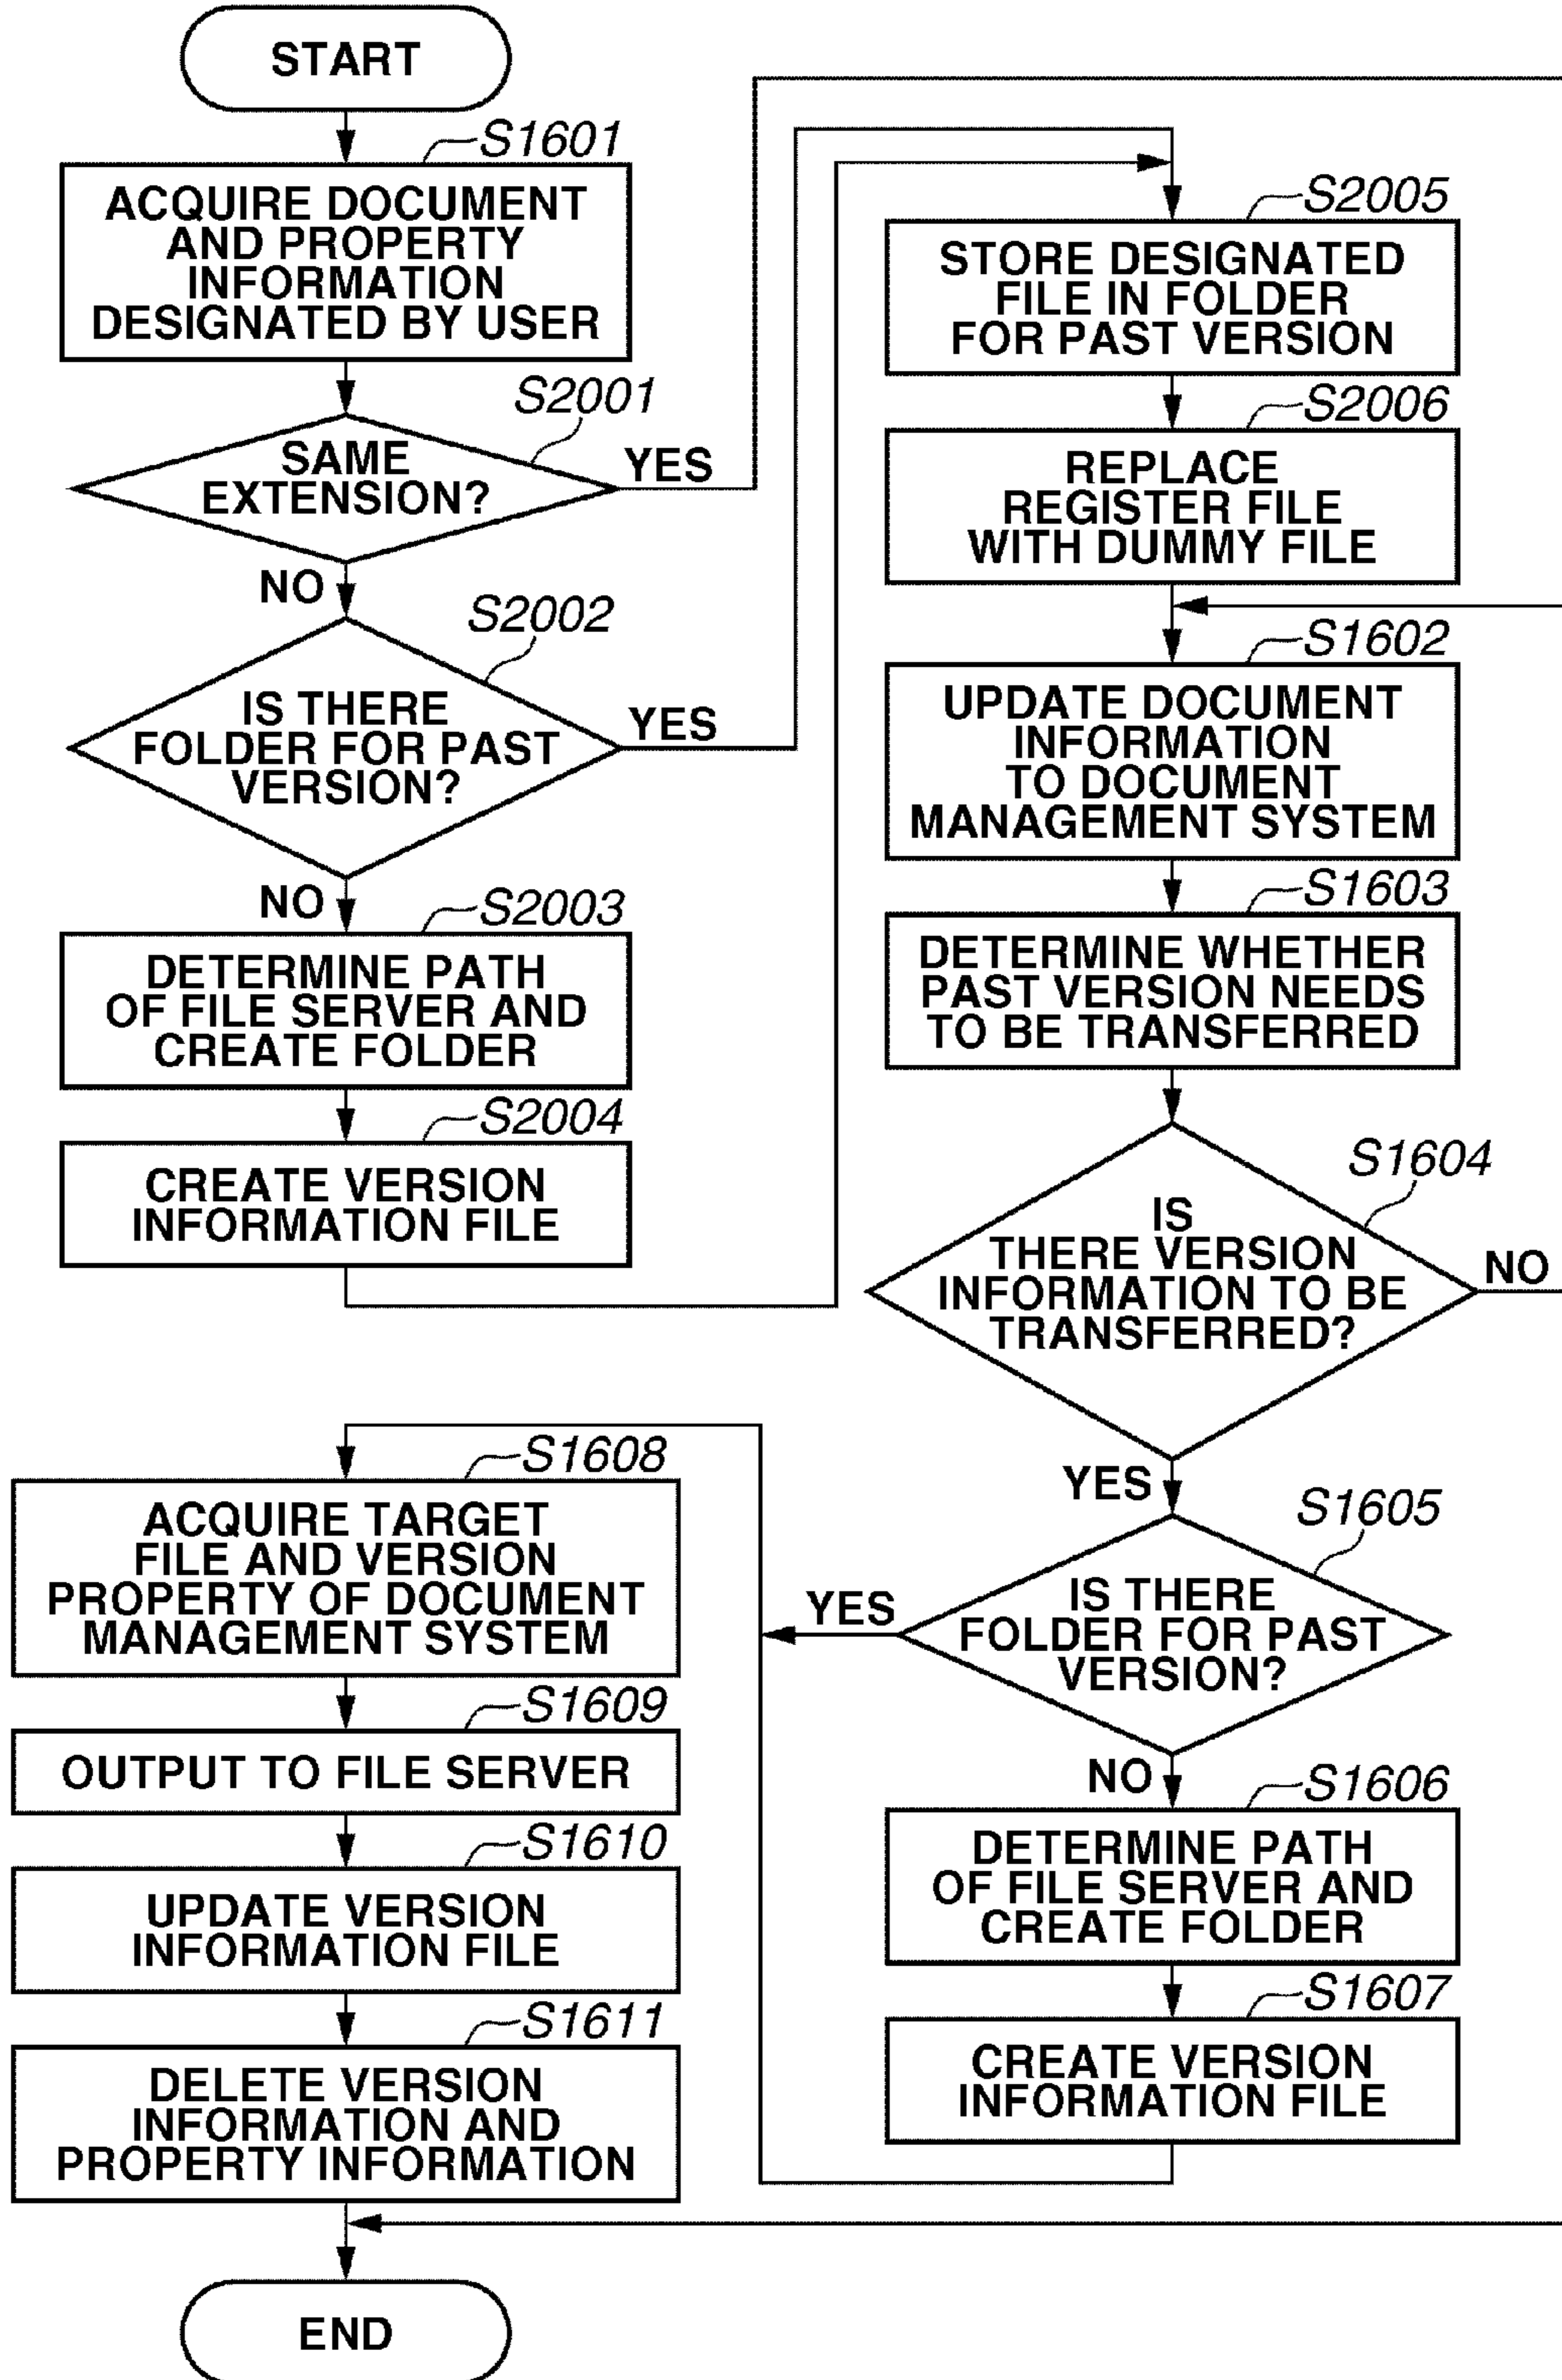 START
S1601
ACQUIRE DOCUMENT
AND PROPERTY
INFORMATION
DESIGNATED BY USER
S2001
SAME
EXTENSION?
YES
NO
S2002
IS THERE
FOLDER FOR PAST
VERSION?
YES
NO
S2003
DETERMINE PATH
OF FILE SERVER AND
CREATE FOLDER
S2004
CREATE VERSION
INFORMATION FILE
S2005
STORE DESIGNATED
FILE IN FOLDER
FOR PAST VERSION
S2006
REPLACE
REGISTER FILE
WITH DUMMY FILE
S1602
UPDATE DOCUMENT
INFORMATION
TO DOCUMENT
MANAGEMENT SYSTEM
S1603
DETERMINE WHETHER
PAST VERSION NEEDS
TO BE TRANSFERRED
S1604
IS
THERE VERSION
INFORMATION TO BE
TRANSFERRED?
NO
YES
S1605
IS THERE
FOLDER FOR PAST
VERSION?
YES
NO
S1606
DETERMINE PATH
OF FILE SERVER AND
CREATE FOLDER
S1607
CREATE VERSION
INFORMATION FILE
S1608
ACQUIRE TARGET
FILE AND VERSION
PROPERTY OF DOCUMENT
MANAGEMENT SYSTEM
S1609
OUTPUT TO FILE SERVER
S1610
UPDATE VERSION
INFORMATION FILE
S1611
DELETE VERSION
INFORMATION AND
PROPERTY INFORMATION
END